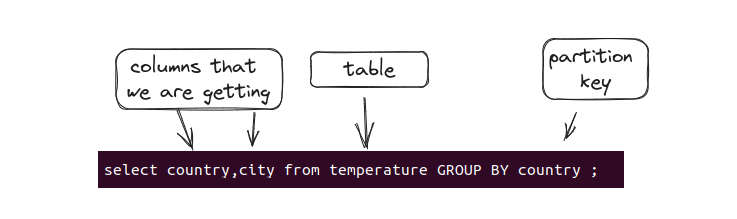 columns that
we are getting
table
partition
key
select country,city from temperature GROUP BY country ;